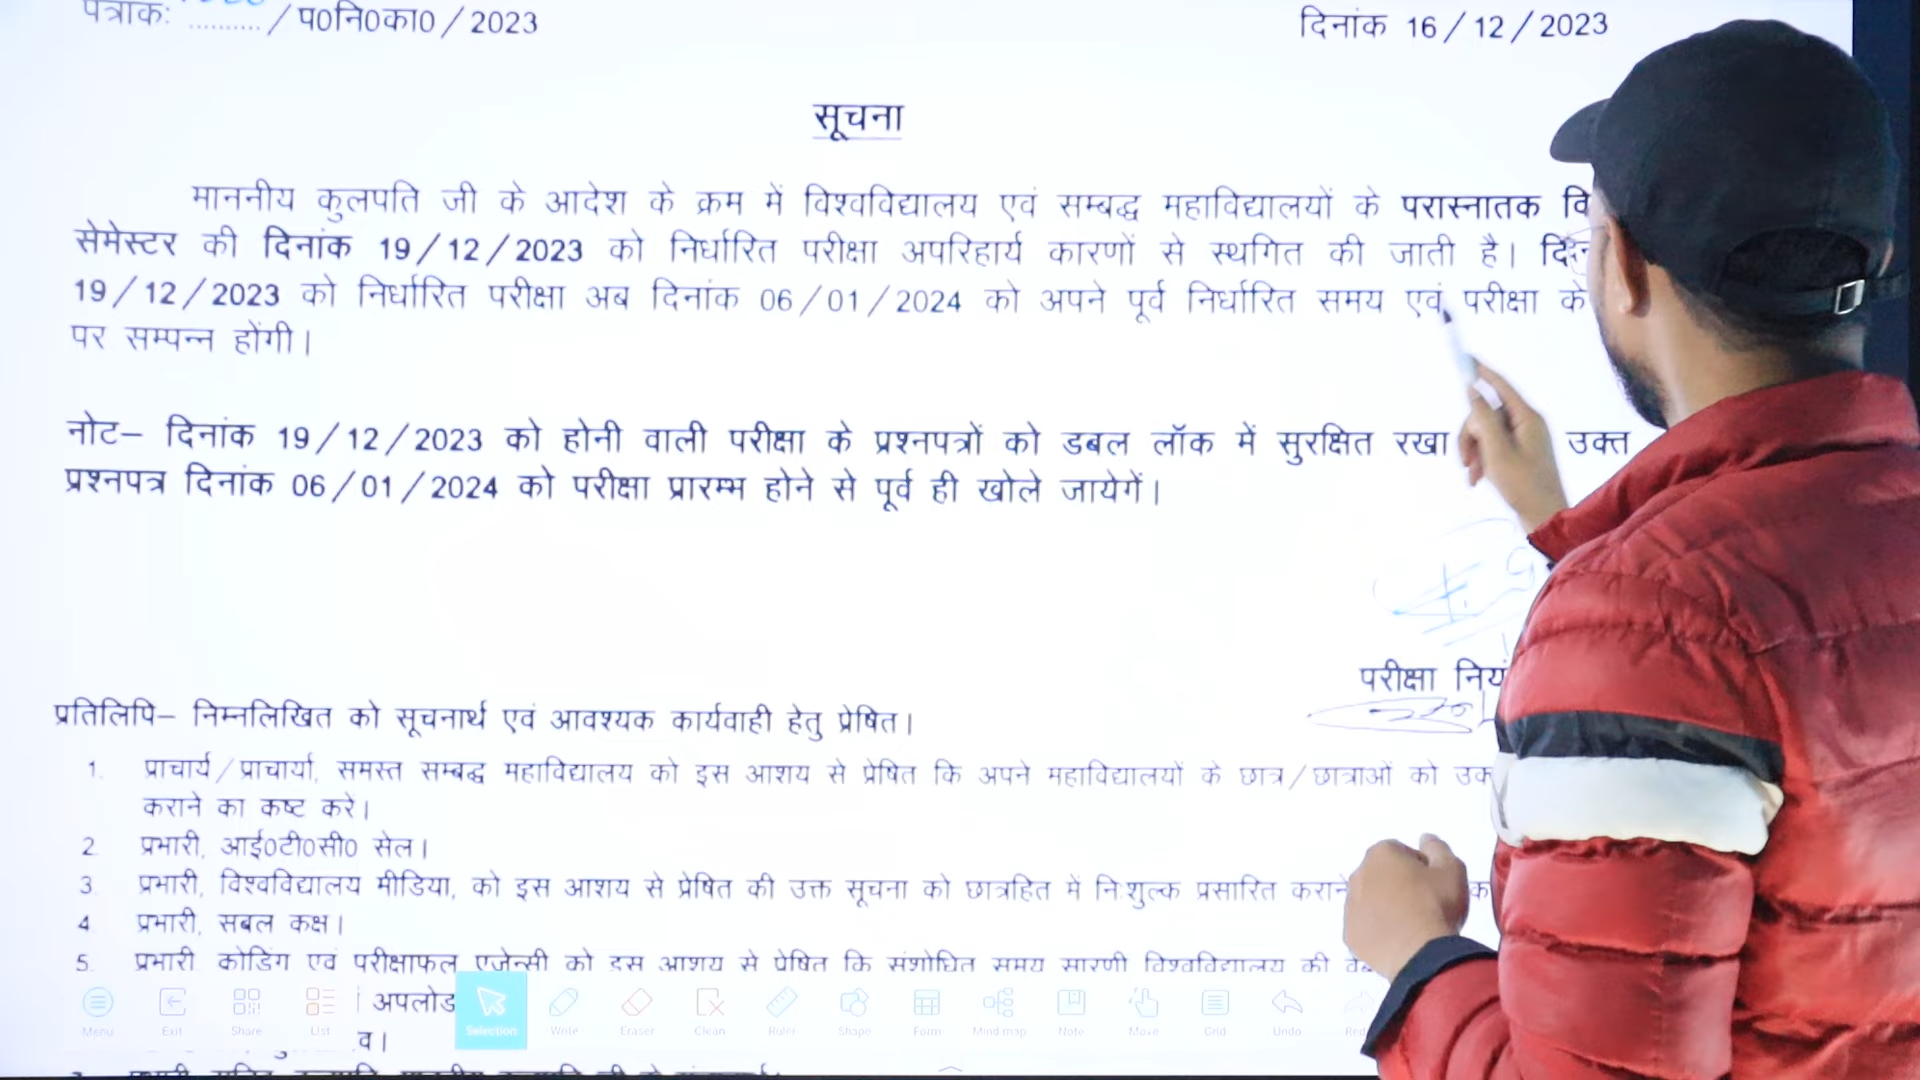 पत्रांकः ........../प0नि0का0/2023
दिनांक 16/12/2023
सूचना
माननीय कुलपति जी के आदेश के क्रम में विश्वविद्यालय एवं सम्बद्ध महाविद्यालयों के परास्नातक वि
सेमेस्टर की दिनांक 19/12/2023 को निर्धारित परीक्षा अपरिहार्य कारणों से स्थगित की जाती है।
19/12/2023 को निर्धारित परीक्षा अब दिनांक 06/01/2024 को अपने पूर्व निर्धारित समय एवं परीक्षा के
पर सम्पन्न होंगी।
नोट– दिनांक 19/12/2023 को होनी वाली परीक्षा के प्रश्नपत्रों को डबल लॉक में सुरक्षित रखा उक्त
प्रश्नपत्र दिनांक 06/01/2024 को परीक्षा प्रारम्भ होने से पूर्व ही खोले जायेगें।
परीक्षा निय
प्रतिलिपि– निम्नलिखित को सूचनार्थ एवं आवश्यक कार्यवाही हेतु प्रेषित।
1. प्राचार्य/प्राचार्या, समस्त सम्बद्ध महाविद्यालय को इस आशय से प्रेषित कि अपने महाविद्यालयों के छात्र/छात्राओं को उक
कराने का कष्ट करें।
2. प्रभारी, आई0टी0सी0 सेल।
3. प्रभारी, विश्वविद्यालय मीडिया, को इस आशय से प्रेषित की उक्त सूचना को छात्रहित में निःशुल्क प्रसारित कराने क
4. प्रभारी, सबल कक्ष।
5. प्रभारी कोडिंग एवं परीक्षाफल एजेन्सी को इस आशय से प्रेषित कि संशोधित समय सारणी विश्वविद्यालय की
अपलोड
व।
Menu Exit Share List Selection Write Eraser Clean Ruler Shape Form Mind map Note Move Grid Undo